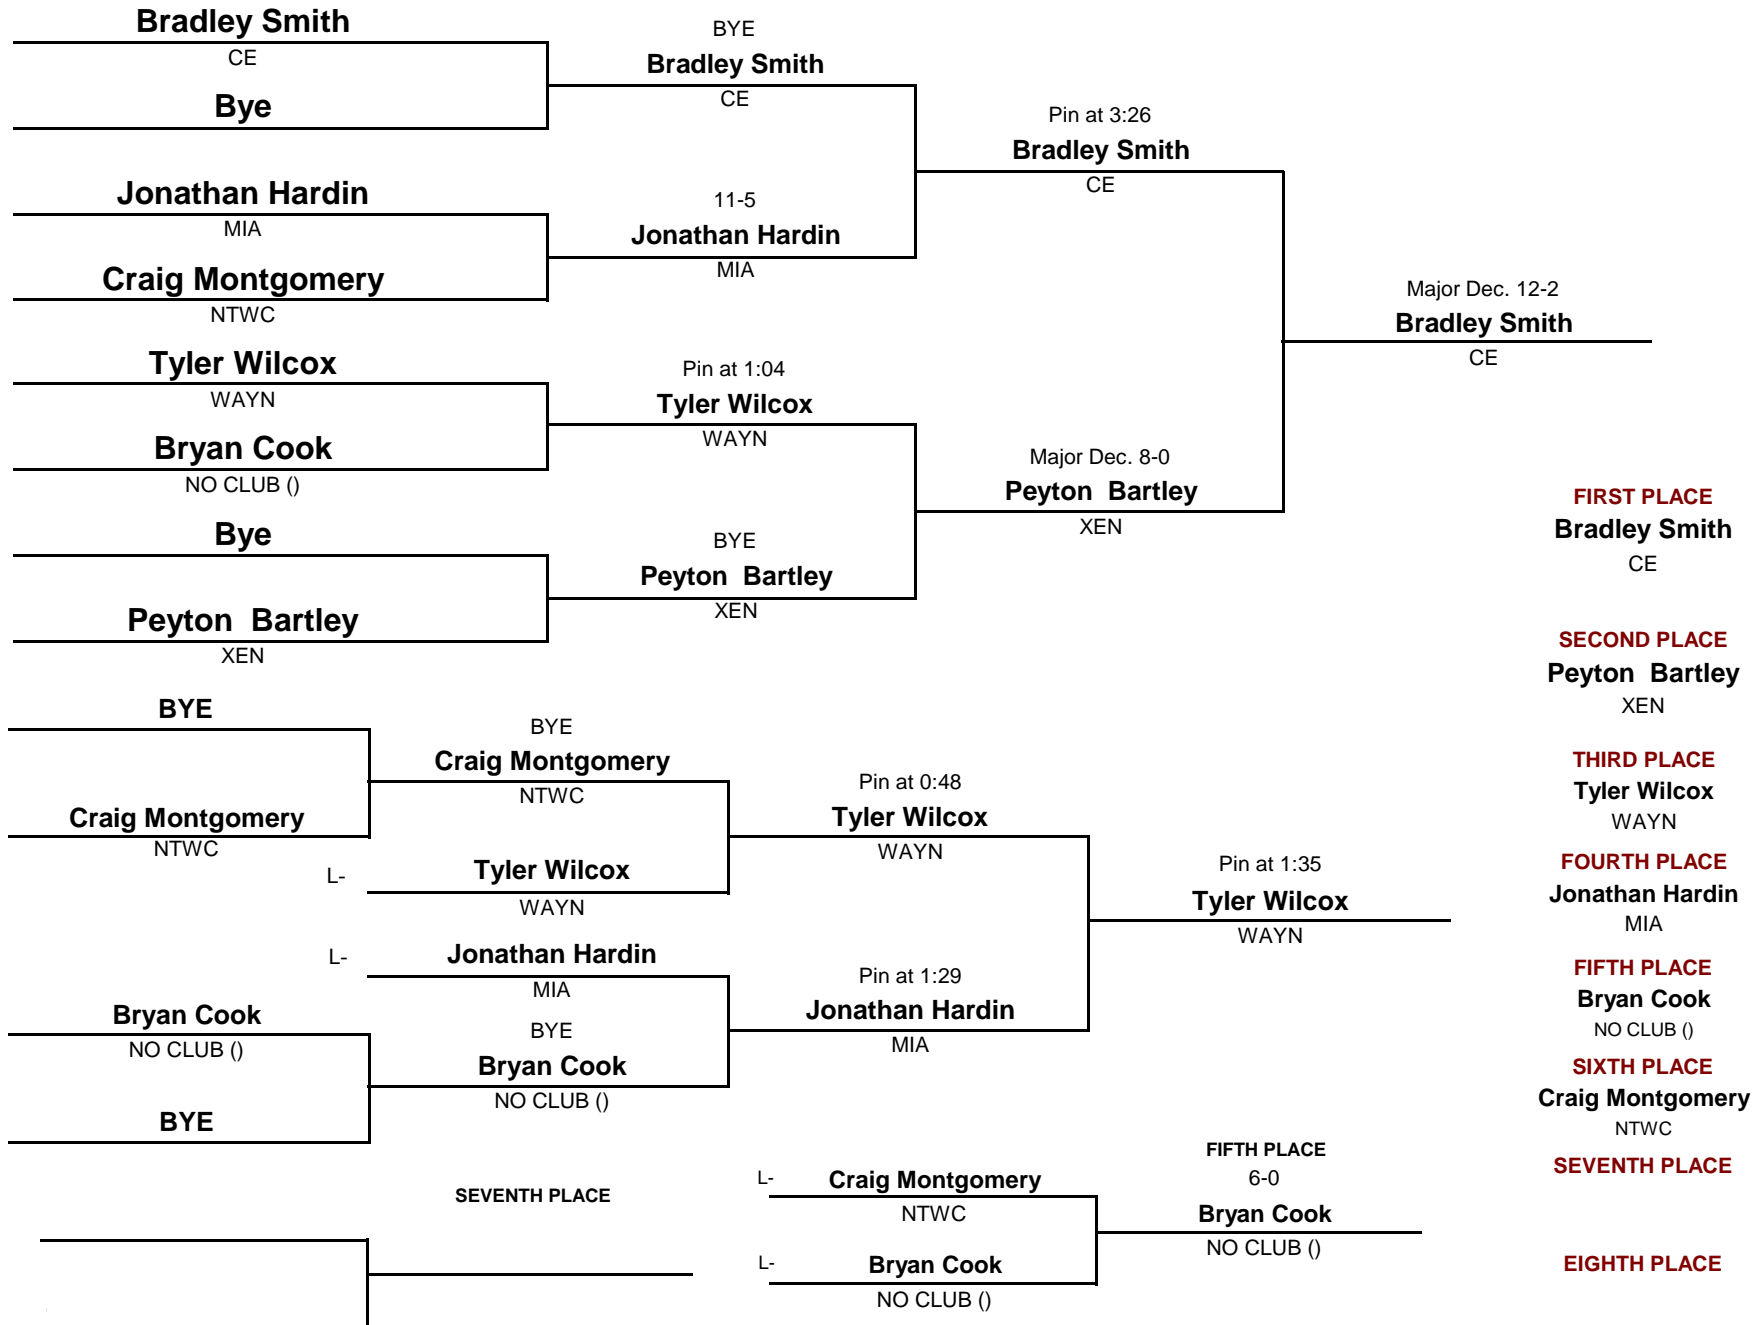 Bradley Smith
CE
Bye
Jonathan Hardin
MIA
Craig Montgomery
NTWC
Tyler Wilcox
WAYN
Bryan Cook
NO CLUB ()
Bye
Peyton  Bartley
XEN
BYE
Bradley Smith
CE
11-5
Jonathan Hardin
MIA
Pin at 1:04
Tyler Wilcox
WAYN
BYE
Peyton  Bartley
XEN
Pin at 3:26
Bradley Smith
CE
Major Dec. 8-0
Peyton  Bartley
XEN
Major Dec. 12-2
Bradley Smith
CE
BYE
Craig Montgomery
NTWC
Bryan Cook
NO CLUB ()
BYE
BYE
Craig Montgomery
NTWC
L-
Tyler Wilcox
WAYN
L-
Jonathan Hardin
MIA
BYE
Bryan Cook
NO CLUB ()
Pin at 0:48
Tyler Wilcox
WAYN
Pin at 1:29
Jonathan Hardin
MIA
Pin at 1:35
Tyler Wilcox
WAYN
SEVENTH PLACE
L-
Craig Montgomery
NTWC
L-
Bryan Cook
NO CLUB ()
FIFTH PLACE
6-0
Bryan Cook
NO CLUB ()
FIRST PLACE
Bradley Smith
CE
SECOND PLACE
Peyton  Bartley
XEN
THIRD PLACE
Tyler Wilcox
WAYN
FOURTH PLACE
Jonathan Hardin
MIA
FIFTH PLACE
Bryan Cook
NO CLUB ()
SIXTH PLACE
Craig Montgomery
NTWC
SEVENTH PLACE
EIGHTH PLACE